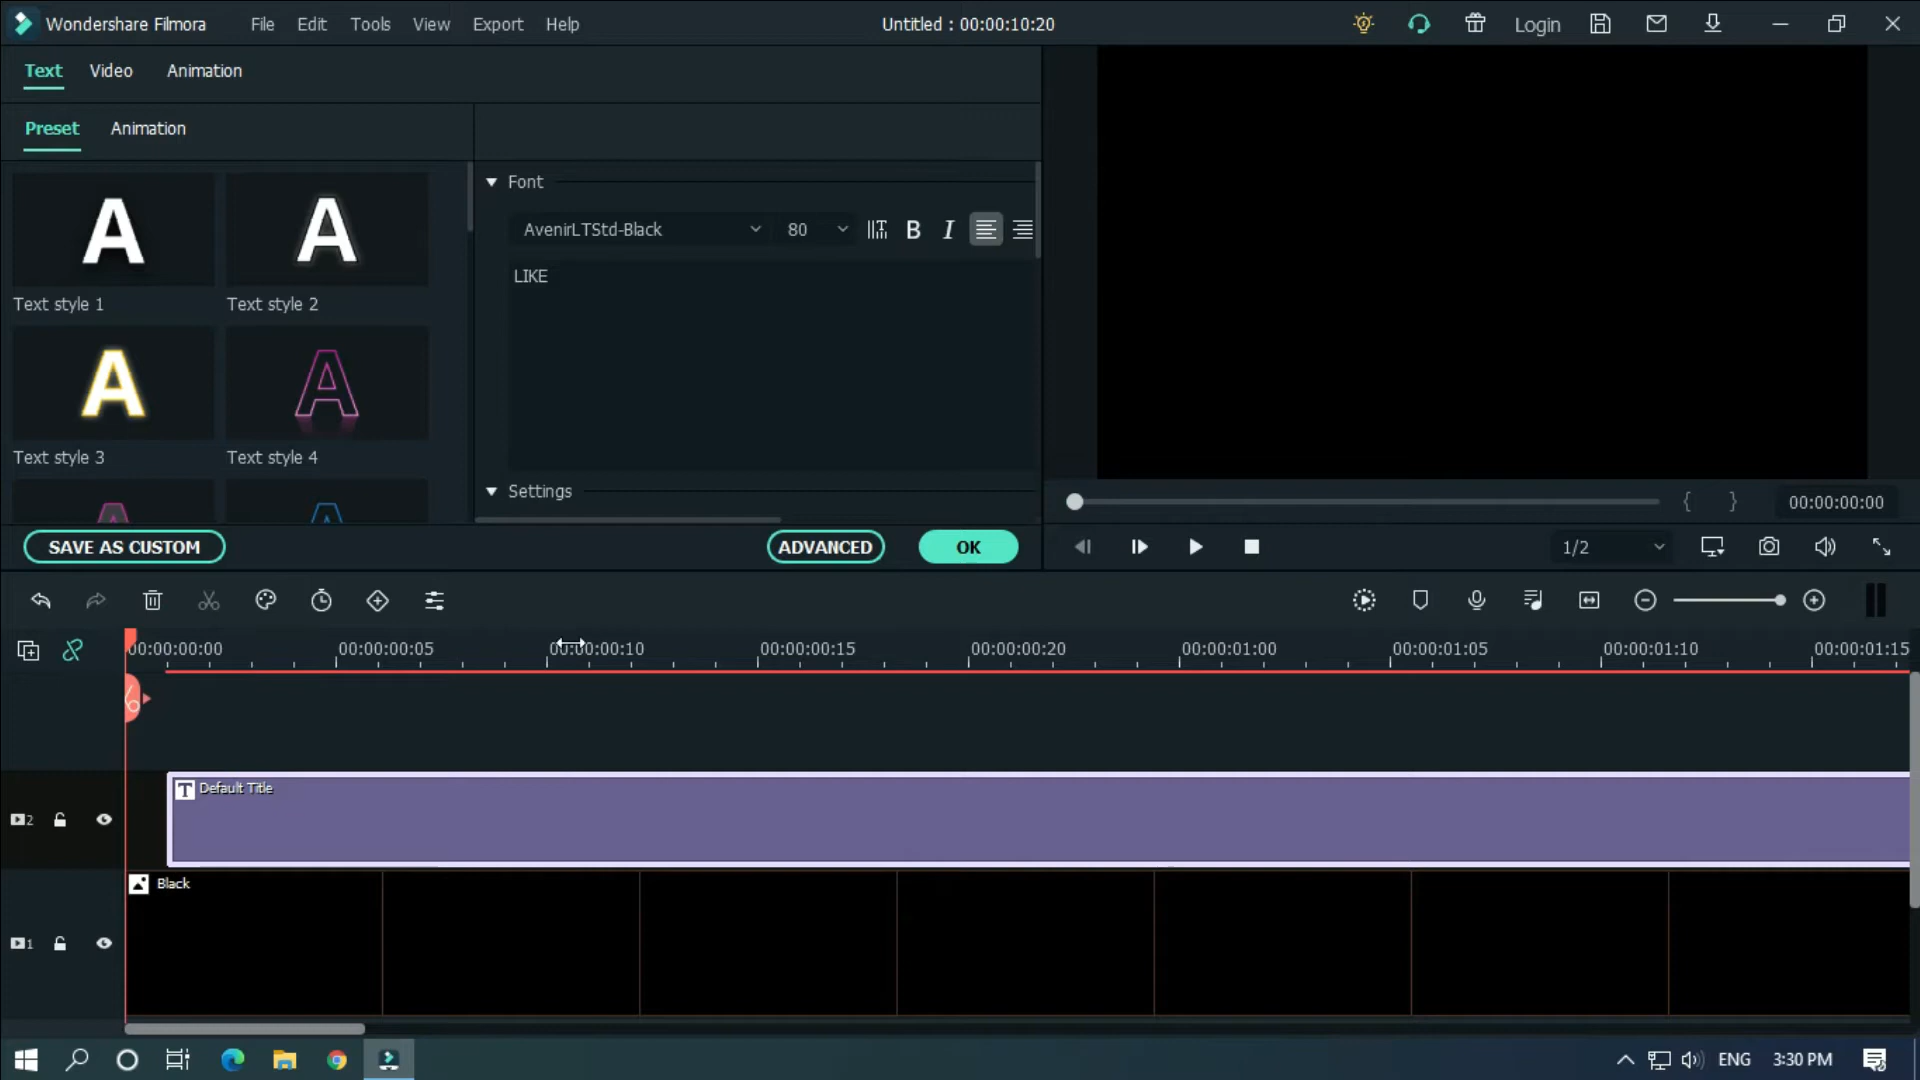 Wondershare Filmora File Edit Tools View Export Help Untitled : 00:00:10:20 Login
Text Video Animation
Preset Animation
Font
AvenirLTStd-Black 80 B I
LIKE
A A
Text style 1 Text style 2
A A
Text style 3 Text style 4
Settings
00:00:00:00
SAVE AS CUSTOM ADVANCED OK
1/2
00:00:00:00 00:00:00:05 00:00:00:10 00:00:00:15 00:00:00:20 00:00:01:00 00:00:01:05 00:00:01:10 00:00:01:15
T Default Title
2
Black
1
ENG 3:30 PM